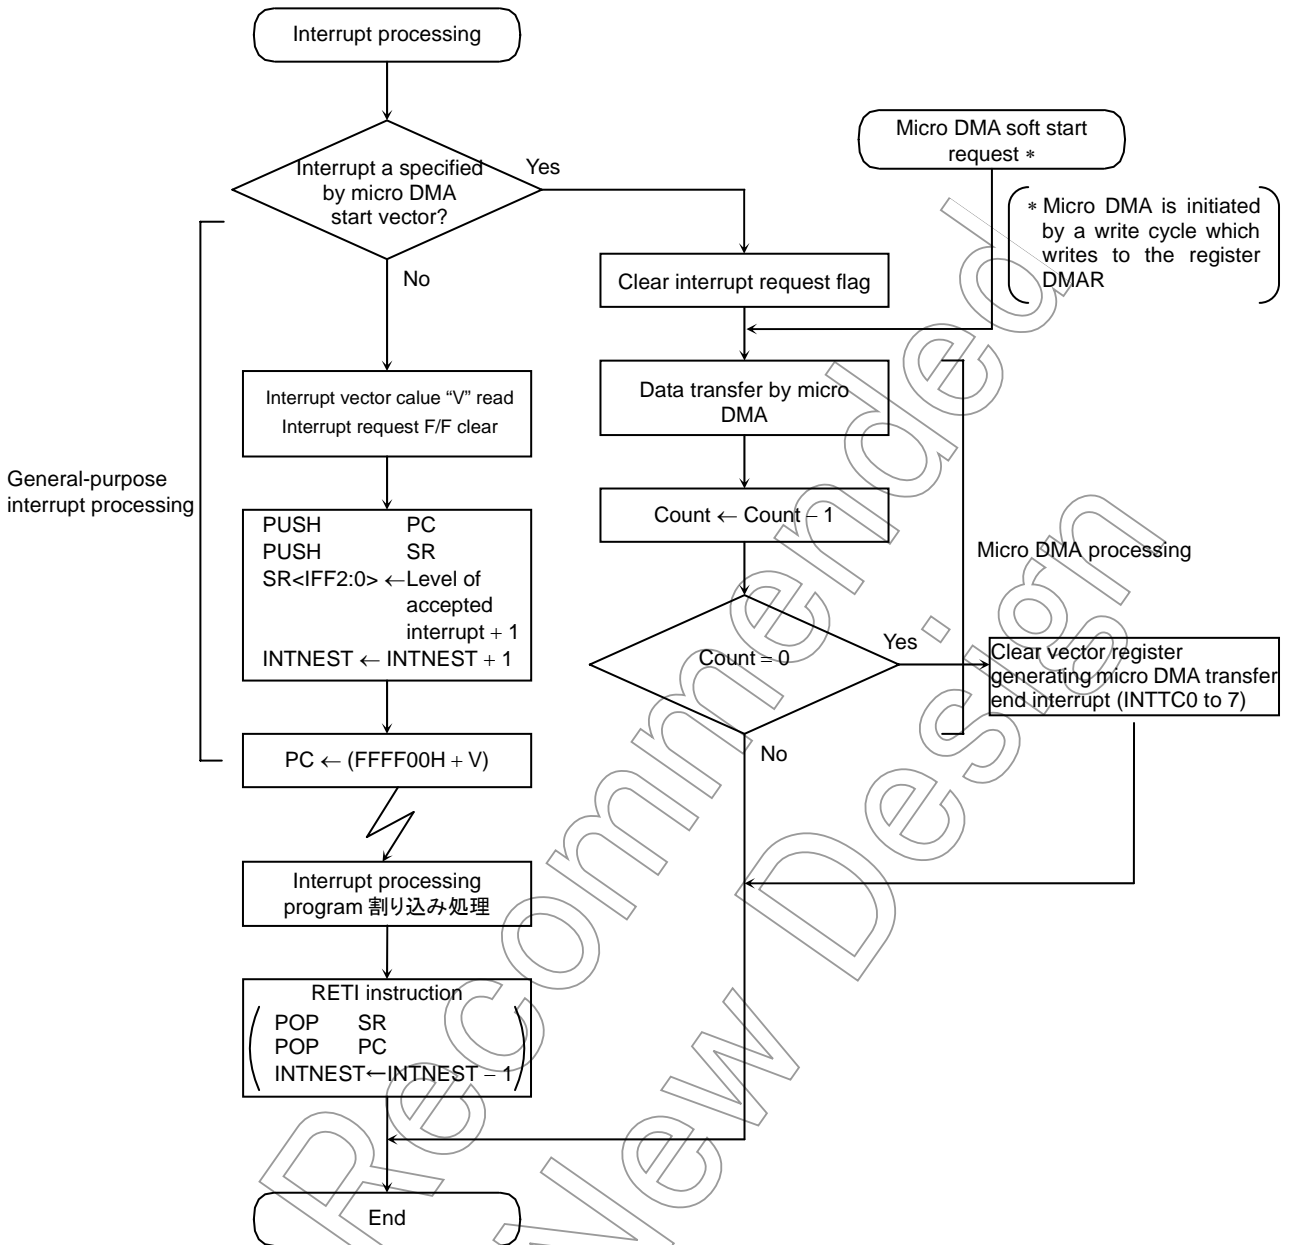 Interrupt processing
Interrupt a specified
by micro DMA
start vector?
Yes
No
Micro DMA soft start
request *
* Micro DMA is initiated
by a write cycle which
writes to the register
DMAR
Clear interrupt request flag
Interrupt vector calue “V” read
Interrupt request F/F clear
Data transfer by micro
DMA
General-purpose
interrupt processing
PUSH PC
PUSH SR
SR<IFF2:0> ←Level of
accepted
interrupt + 1
INTNEST ← INTNEST + 1
Count ← Count − 1
Micro DMA processing
Count = 0
Yes
No
Clear vector register
generating micro DMA transfer
end interrupt (INTTC0 to 7)
PC ← (FFFF00H + V)
Interrupt processing
program 割り込み処理
RETI instruction
POP SR
POP PC
INTNEST←INTNEST − 1
End
Recommended
New Design